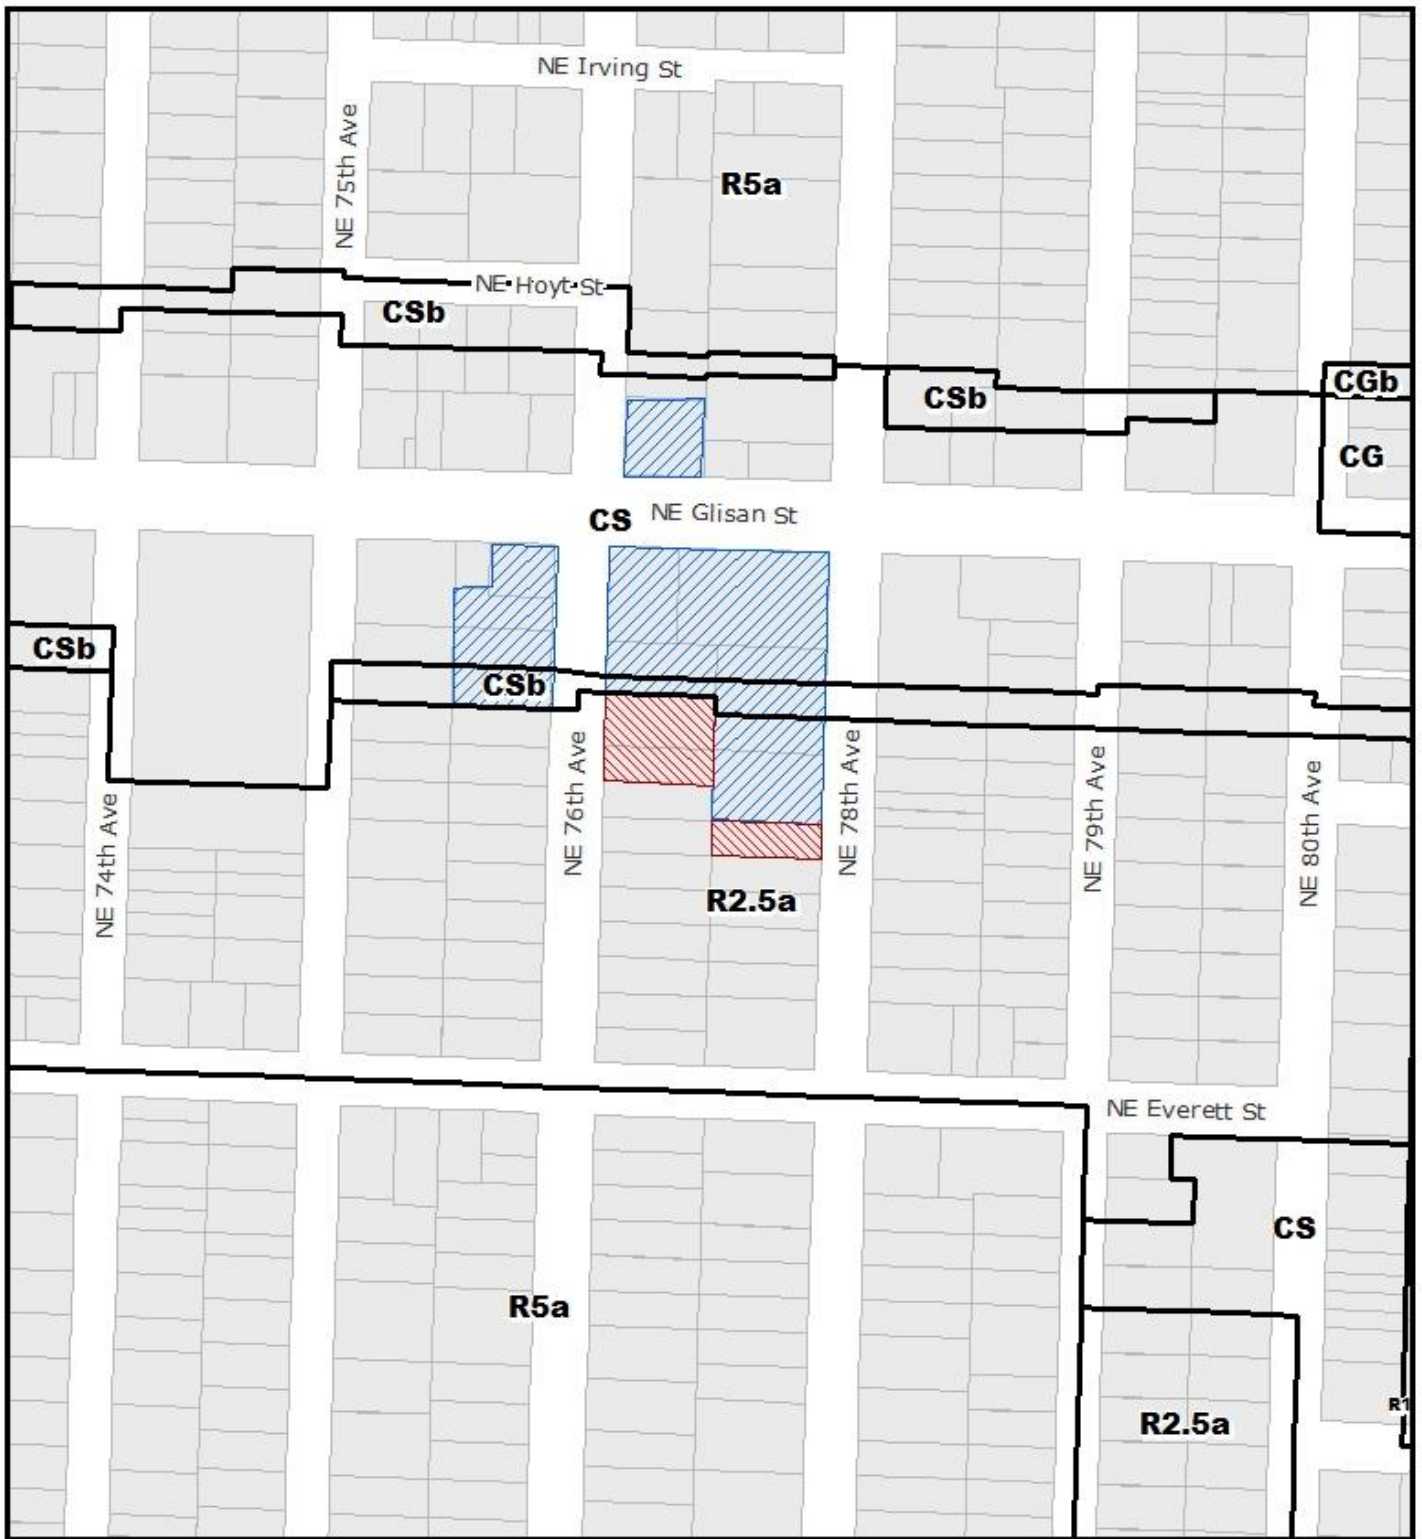 NE Irving St
NE 75th Ave
R5a
NE Hoyt St
CSb
CGb
CSb
CG
CS
NE Glisan St
CSb
CSb
NE 76th Ave
NE 78th Ave
NE 79th Ave
NE 80th Ave
NE 74th Ave
R2.5a
NE Everett St
CS
R5a
R1
R2.5a